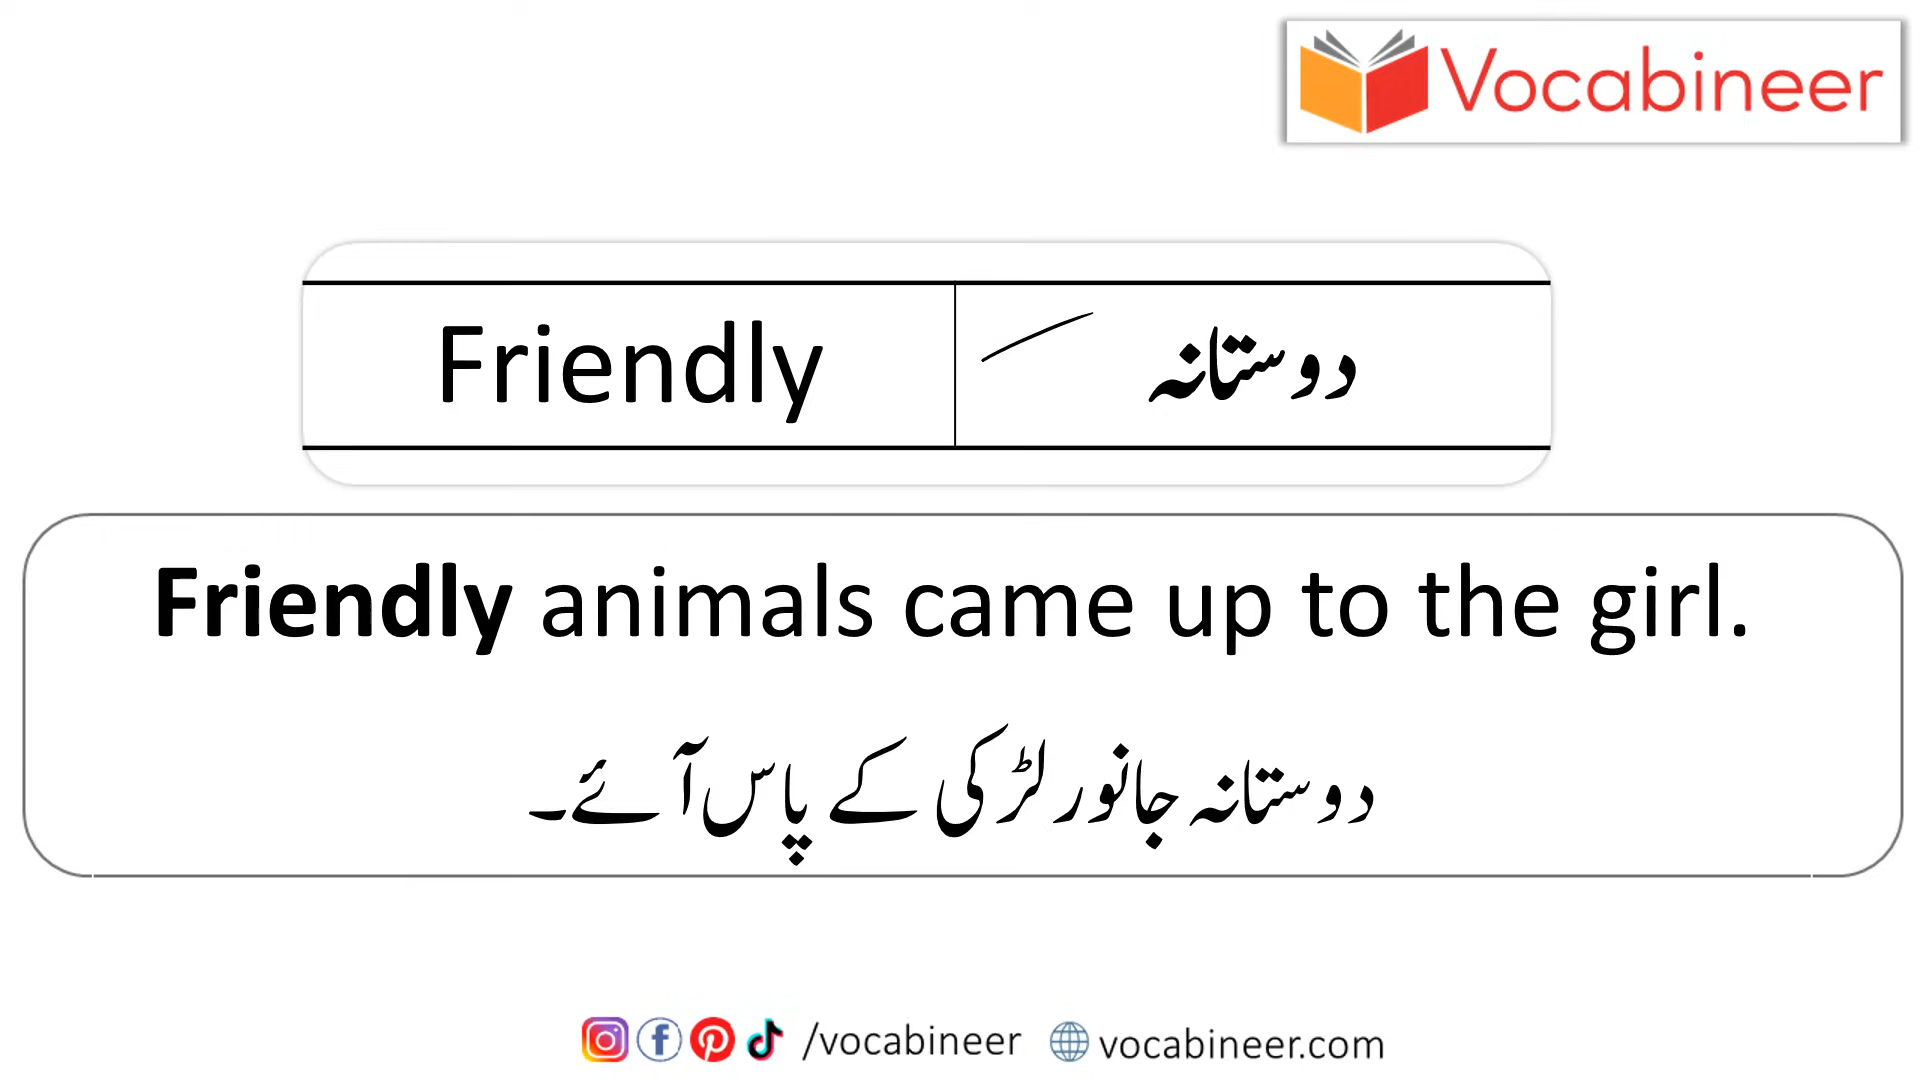 Vocabineer
Friendly
دوستانہ
Friendly animals came up to the girl.
دوستانہ جانور لڑکی کے پاس آئے۔
/vocabineer vocabineer.com